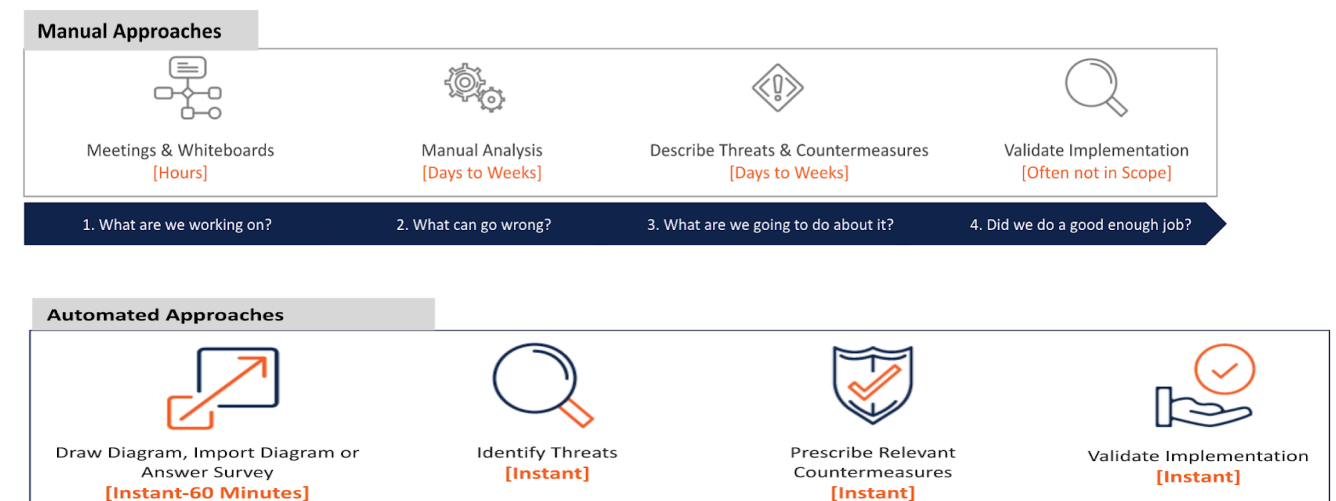 Manual Approaches
Meetings & Whiteboards
[Hours]
Manual Analysis
[Days to Weeks]
Describe Threats & Countermeasures
[Days to Weeks]
Validate Implementation
[Often not in Scope]
1. What are we working on?
2. What can go wrong?
3. What are we going to do about it?
4. Did we do a good enough job?
Automated Approaches
Draw Diagram, Import Diagram or
Answer Survey
[Instant-60 Minutes]
Identify Threats
[Instant]
Prescribe Relevant
Countermeasures
[Instant]
Validate Implementation
[Instant]